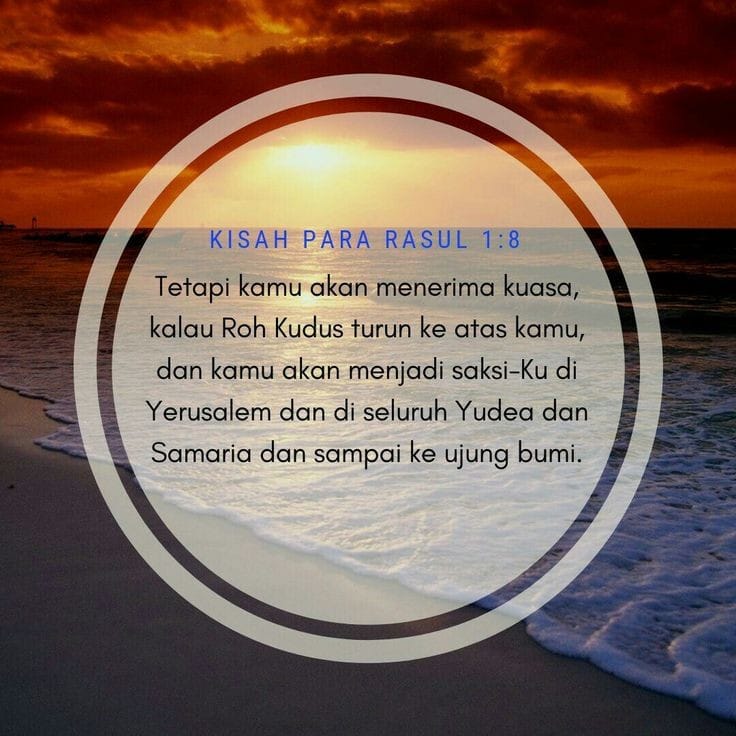 KISAH PARA RASUL 1:8
Tetapi kamu akan menerima kuasa,
kalau Roh Kudus turun ke atas kamu,
dan kamu akan menjadi saksi-Ku di
Yerusalem dan di seluruh Yudea dan
Samaria dan sampai ke ujung bumi.